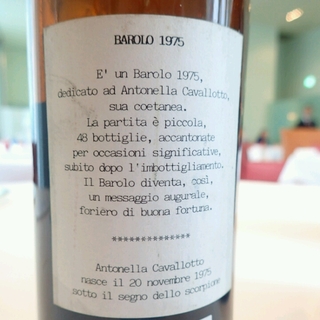 BAROLO 1975
E' un Barolo 1975,
dedicato ad Antonella Cavallotto,
sua coetanea.
La partita è piccola,
48 bottiglie, accantonate
per occasioni significative,
subito dopo l'imbottigliamento.
Il Barolo diventa, così,
un messaggio augurale,
foriero di buona fortuna.
**************
Antonella Cavallotto
nasce il 20 novembre 1975
sotto il segno dello scorpione